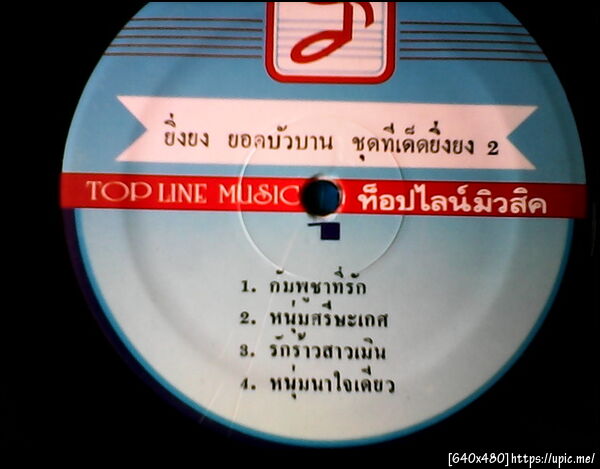 ยิ่งยง ยอดบัวบาน ชุดทีเด็ดยิ่งยง 2
TOP LINE MUSIC ท็อปไลน์มิวสิค
1. กัมพูชาที่รัก
2. หนุ่มศรีษะเกศ
3. รักร้าวสาวเมิน
4. หนุ่มนาใจเดียว
[640x480]https://upic.me/